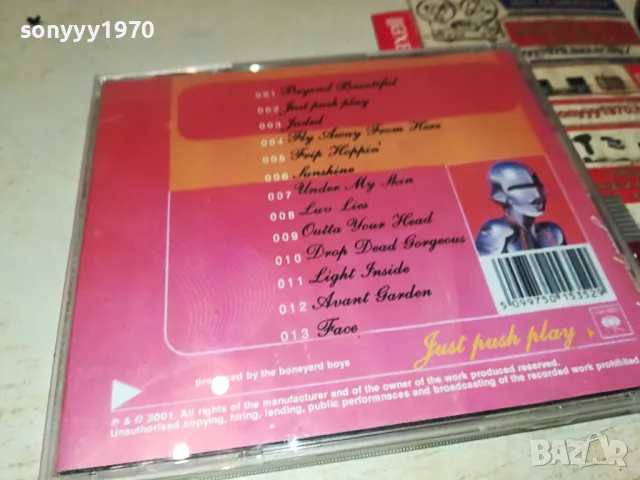 sonyyy1970
maxell
001 Beyond Beautiful
002 Just push play
003 Jaded
004 Fly Away From Here
005 Trip Hoppin'
006 Sunshine
007 Under My Skin
008 Luv Lies
009 Outta Your Head
010 Drop Dead Gorgeous
011 Light Inside
012 Avant Garden
013 Face
5 099750 153529
Just push play
produced by the boneyard boys
℗ & © 2001. All rights of the manufacturer and of the owner of the work produced reserved.
Unauthorised copying, hiring, lending, public performnaces and broadcasting of the recorded work prohibited.
BAZAR
bg